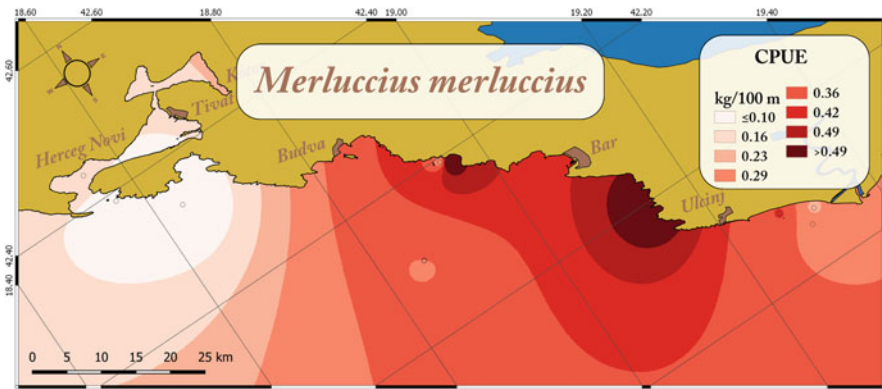 18.60 42.60 18.80 42.40 19.00 19.20 42.20 19.40
42.60
Merluccius merluccius
CPUE
kg/100 m
≤0.10
0.16
0.23
0.29
0.36
0.42
0.49
>0.49
Tivat
Herceg Novi
Budva
Bar
Ulcinj
42.40
18.40
0 5 10 15 20 25 km